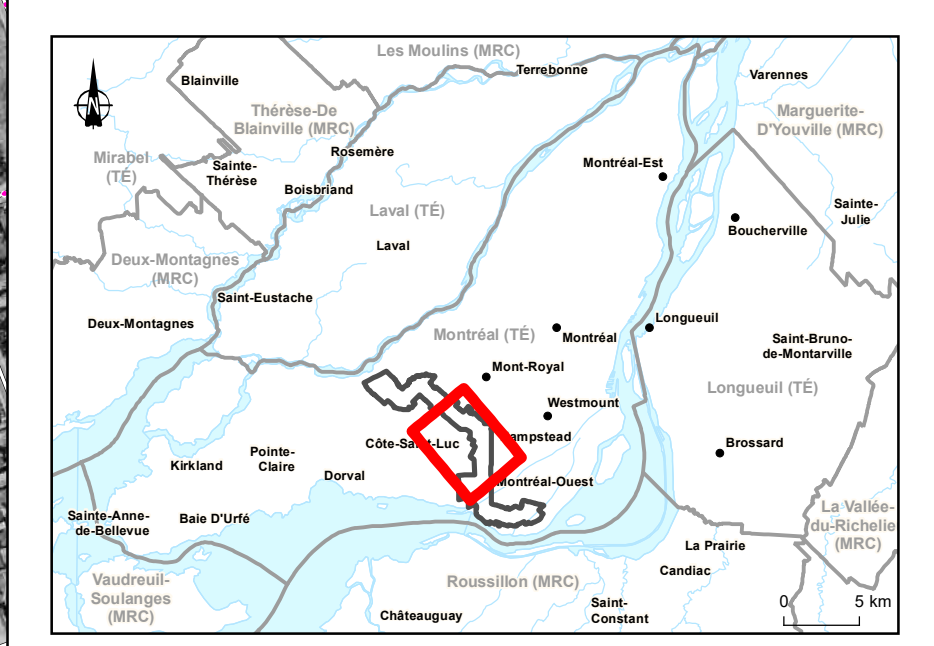 Les Moulins (MRC)
Terrebonne
Varennes
Blainville
Thérèse-De
Blainville (MRC)
Marguerite-
D'Youville (MRC)
N
Mirabel
(TÉ)
Rosemère
Sainte-
Thérèse
Montréal-Est
Boisbriand
Laval (TÉ)
Sainte-
Julie
Boucherville
Laval
Deux-Montagnes
(MRC)
Saint-Eustache
Deux-Montagnes
Longueuil
Montréal (TÉ)
Montréal
Saint-Bruno-
de-Montarville
Mont-Royal
Longueuil (TÉ)
Westmount
ampstead
Côte-Sa t-Luc
Brossard
Pointe-
Claire
Kirkland
Dorval
Montréal-Ouest
Sainte-Anne-
de-Bellevue
Baie D'Urfé
La Vallée-
du-Richelie
(MRC)
La Prairie
Candiac
Vaudreuil-
Soulanges
(MRC)
Roussillon (MRC)
Châteauguay
Saint-
Constant
0 5 km